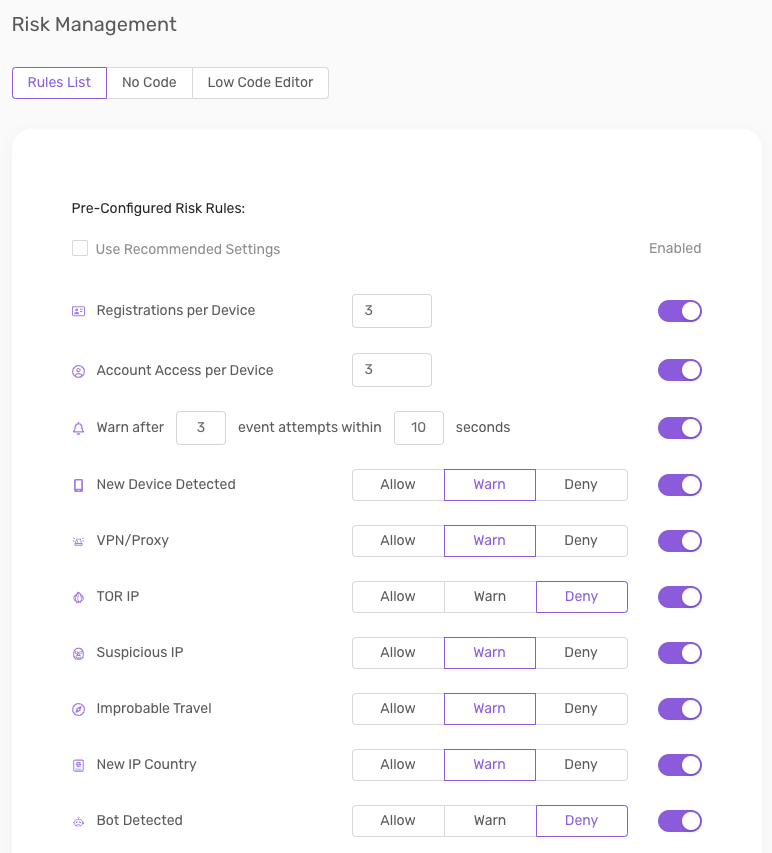 Risk Management
Rules List No Code Low Code Editor
Pre-Configured Risk Rules:
Use Recommended Settings Enabled
Registrations per Device 3
Account Access per Device 3
Warn after 3 event attempts within 10 seconds
New Device Detected Allow Warn Deny
VPN/Proxy Allow Warn Deny
TOR IP Allow Warn Deny
Suspicious IP Allow Warn Deny
Improbable Travel Allow Warn Deny
New IP Country Allow Warn Deny
Bot Detected Allow Warn Deny